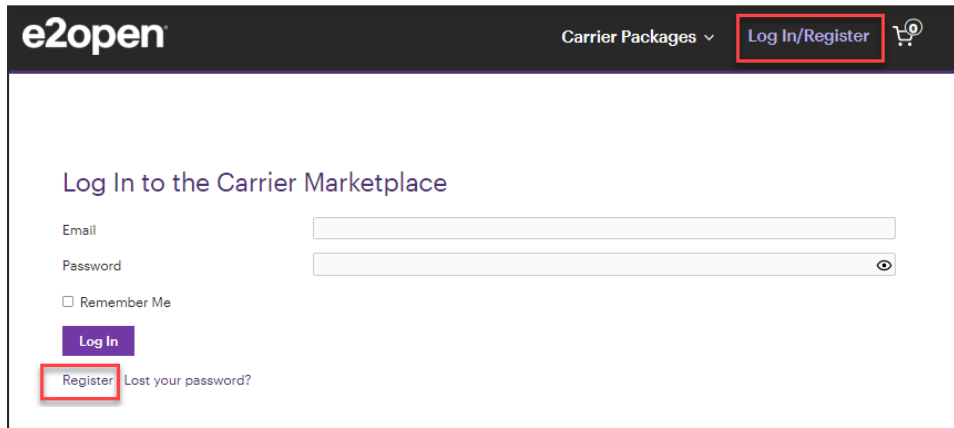 e2open
Carrier Packages
Log In/Register
0
Log In to the Carrier Marketplace
Email
Password
Remember Me
Log In
Register Lost your password?